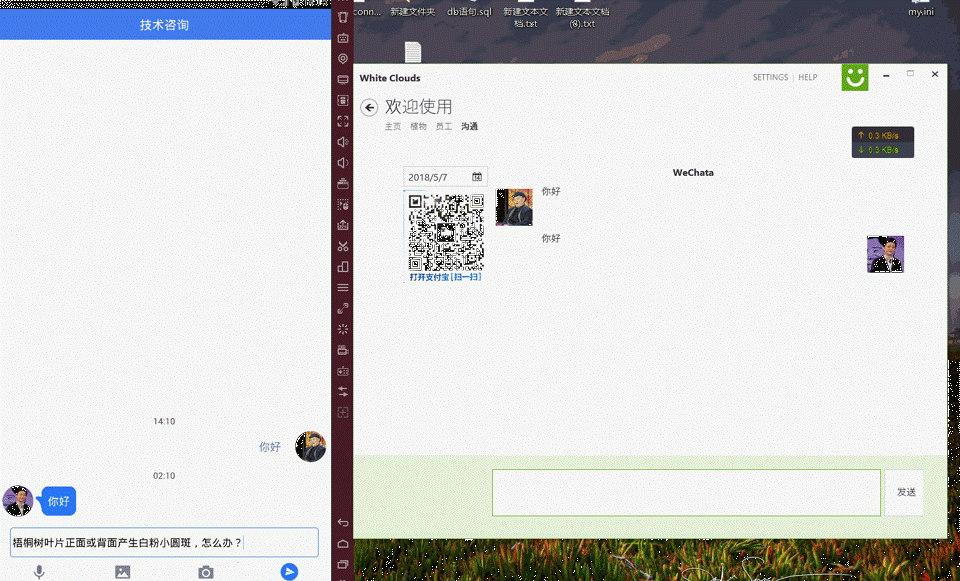 技术咨询
14:10
你好
02:10
你好
梧桐树叶片正面或背面产生白粉小圆斑，怎么办？
conn...
新建文件夹
db语句.sql
新建文本文
档.txt
新建文本文档
(8).txt
my.ini
White Clouds
SETTINGS | HELP
欢迎使用
主页 植物 员工 沟通
↑ 0.3 KB/s
↓ 0.3 KB/s
2018/5/7
WeChata
你好
你好
打开支付宝[扫一扫]
发送